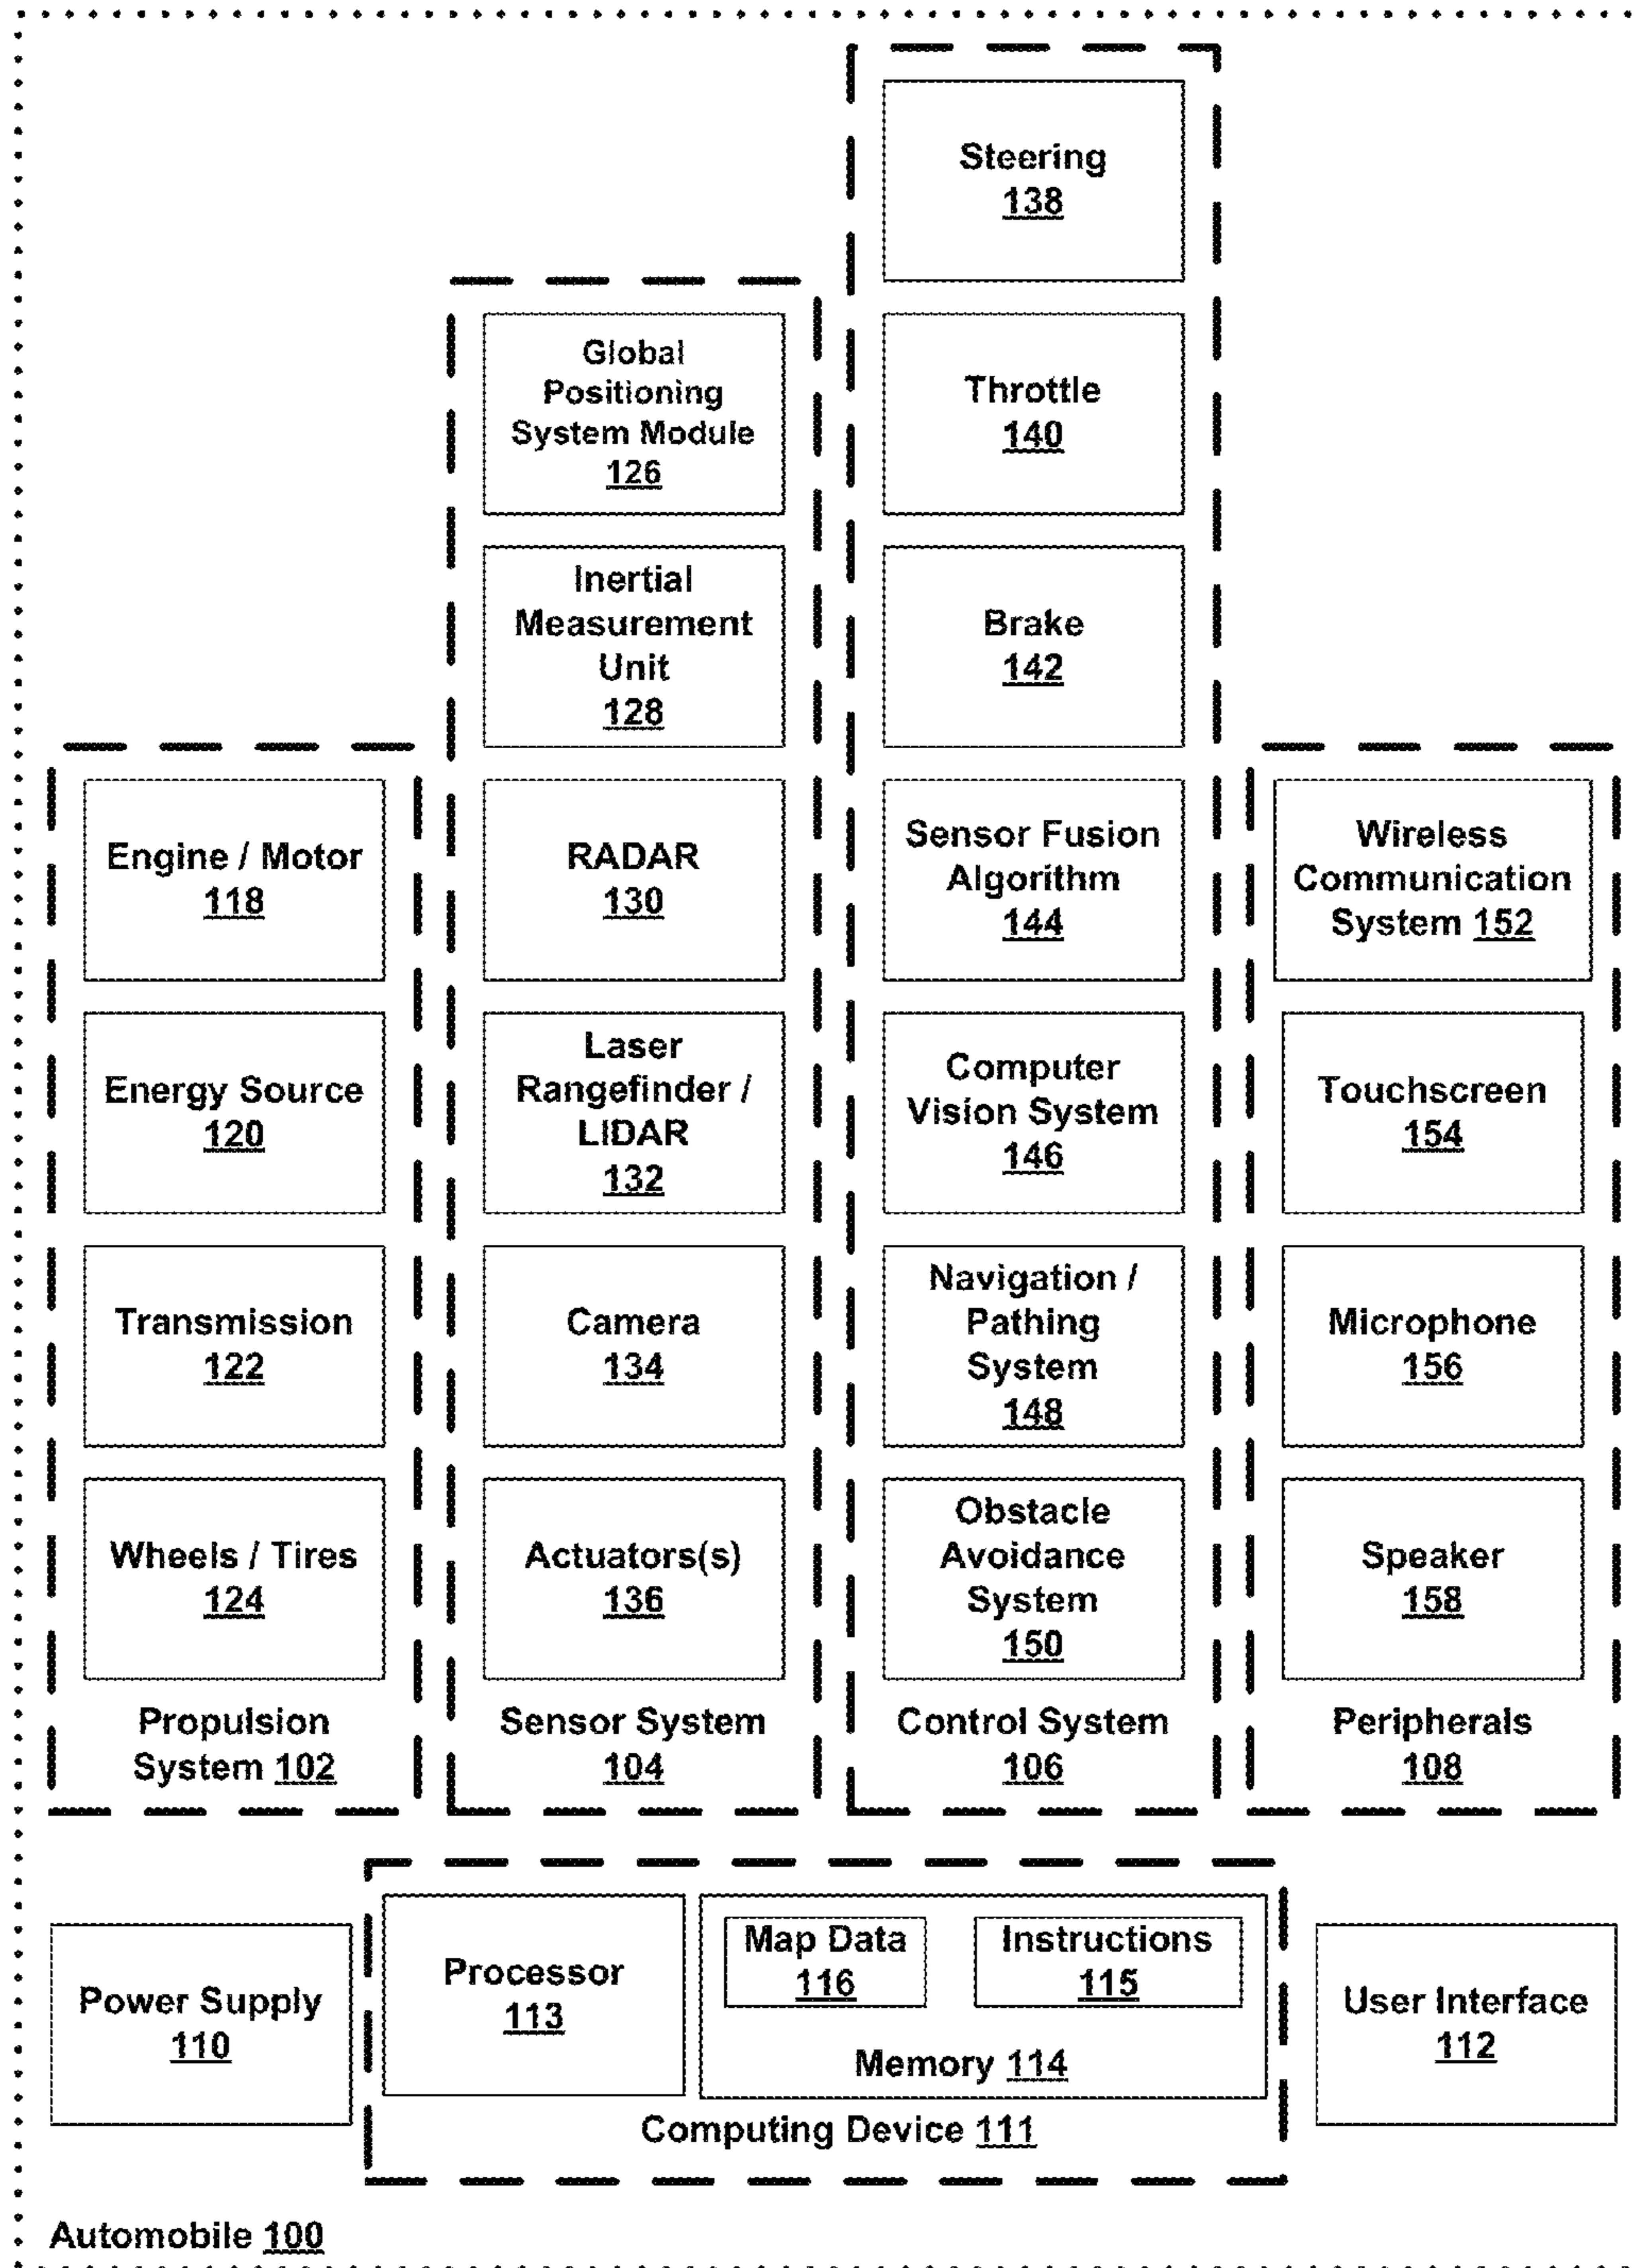 Steering
138
Throttle
140
Brake
142
Sensor Fusion
Algorithm
144
Computer
Vision System
146
Navigation /
Pathing
System
148
Obstacle
Avoidance
System
150
Control System
106
Global
Positioning
System Module
126
Inertial
Measurement
Unit
128
RADAR
130
Laser
Rangefinder /
LIDAR
132
Camera
134
Actuators(s)
136
Sensor System
104
Engine / Motor
118
Energy Source
120
Transmission
122
Wheels / Tires
124
Propulsion
System 102
Wireless
Communication
System 152
Touchscreen
154
Microphone
156
Speaker
158
Peripherals
108
Power Supply
110
Processor
113
Map Data
116
Instructions
115
Memory 114
Computing Device 111
User Interface
112
Automobile 100